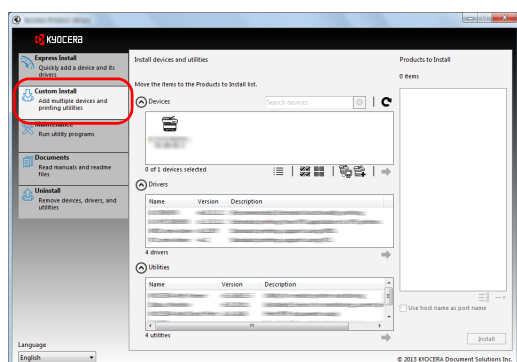 KYOCERA
Express Install
Quickly add a device and its
drivers
Custom Install
Add multiple devices and
printing utilities
Maintenance
Run utility programs
Documents
Read manuals and readme
files
Uninstall
Remove devices, drivers, and
utilities
Language
English
Install devices and utilities
Move the items to the Products to Install list.
Devices
Search devices
0 of 1 devices selected
Drivers
Name Version Description
4 drivers
Utilities
Name Version Description
4 utilities
Products to Install
0 items
Use host name as port name
Install
© 2013 KYOCERA Document Solutions Inc.